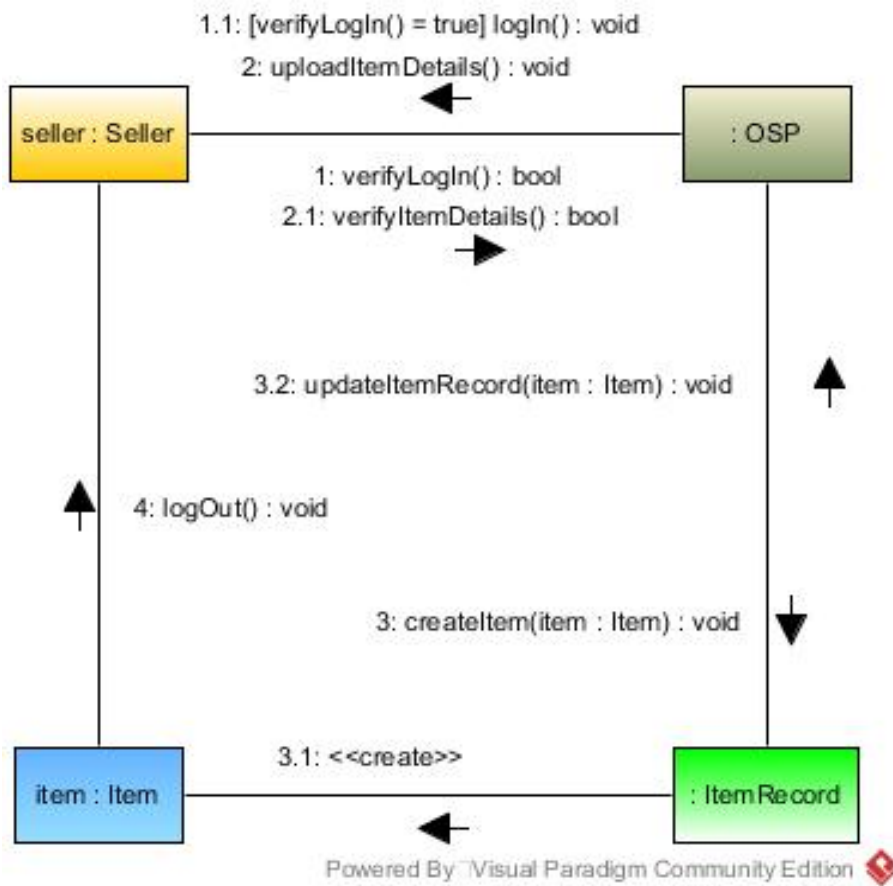 1.1: [verifyLogIn() = true] logIn() : void
2: uploadItemDetails() : void
seller : Seller
: OSP
1: verifyLogIn() : bool
2.1: verifyItemDetails() : bool
3.2: updateItemRecord(item : Item) : void
4: logOut() : void
3: createItem(item : Item) : void
3.1: <<create>>
item : Item
: ItemRecord
Powered By Visual Paradigm Community Edition